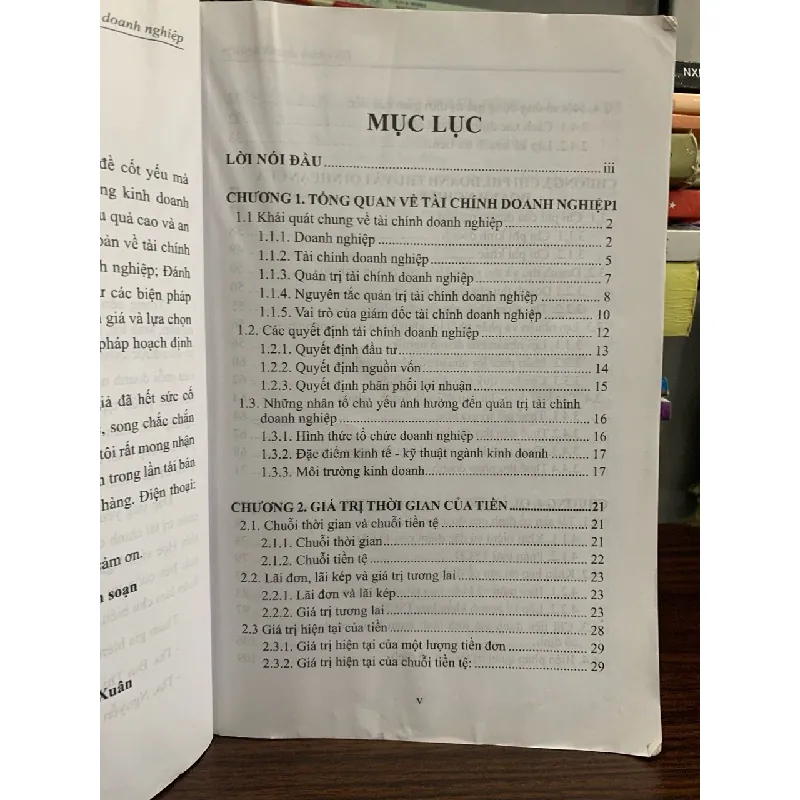 doanh nghiệp
đề cốt yếu mà
ng kinh doanh
quả cao và an
bản về tài chính
h nghiệp; Đánh
các biện pháp
giá và lựa chọn
pháp hoạch định
giả đã hết sức cố
, song chắc chắn
tôi rất mong nhận
n trong lần tái bản
hàng. Điện thoại:
cảm ơn.
soạn
Xuân
MỤC LỤC
LỜI NÓI ĐẦU iii
CHƯƠNG 1. TỔNG QUAN VỀ TÀI CHÍNH DOANH NGHIỆP1
1.1 Khái quát chung về tài chính doanh nghiệp 2
1.1.1. Doanh nghiệp 2
1.1.2. Tài chính doanh nghiệp 5
1.1.3. Quản trị tài chính doanh nghiệp 7
1.1.4. Nguyên tắc quản trị tài chính doanh nghiệp 8
1.1.5. Vai trò của giám đốc tài chính doanh nghiệp 10
1.2. Các quyết định tài chính doanh nghiệp 12
1.2.1. Quyết định đầu tư 13
1.2.2. Quyết định nguồn vốn 14
1.2.3. Quyết định phân phối lợi nhuận 15
1.3. Những nhân tố chủ yếu ảnh hưởng đến quản trị tài chính
doanh nghiệp 16
1.3.1. Hình thức tổ chức doanh nghiệp 16
1.3.2. Đặc điểm kinh tế - kỹ thuật ngành kinh doanh 17
1.3.3. Môi trường kinh doanh 17
CHƯƠNG 2. GIÁ TRỊ THỜI GIAN CỦA TIỀN 21
2.1. Chuỗi thời gian và chuỗi tiền tệ 21
2.1.1. Chuỗi thời gian 21
2.1.2. Chuỗi tiền tệ 22
2.2. Lãi đơn, lãi kép và giá trị tương lai 23
2.2.1. Lãi đơn và lãi kép 23
2.2.2. Giá trị tương lai 23
2.3 Giá trị hiện tại của tiền 28
2.3.1. Giá trị hiện tại của một lượng tiền đơn 29
2.3.2. Giá trị hiện tại của chuỗi tiền tệ: 29
v